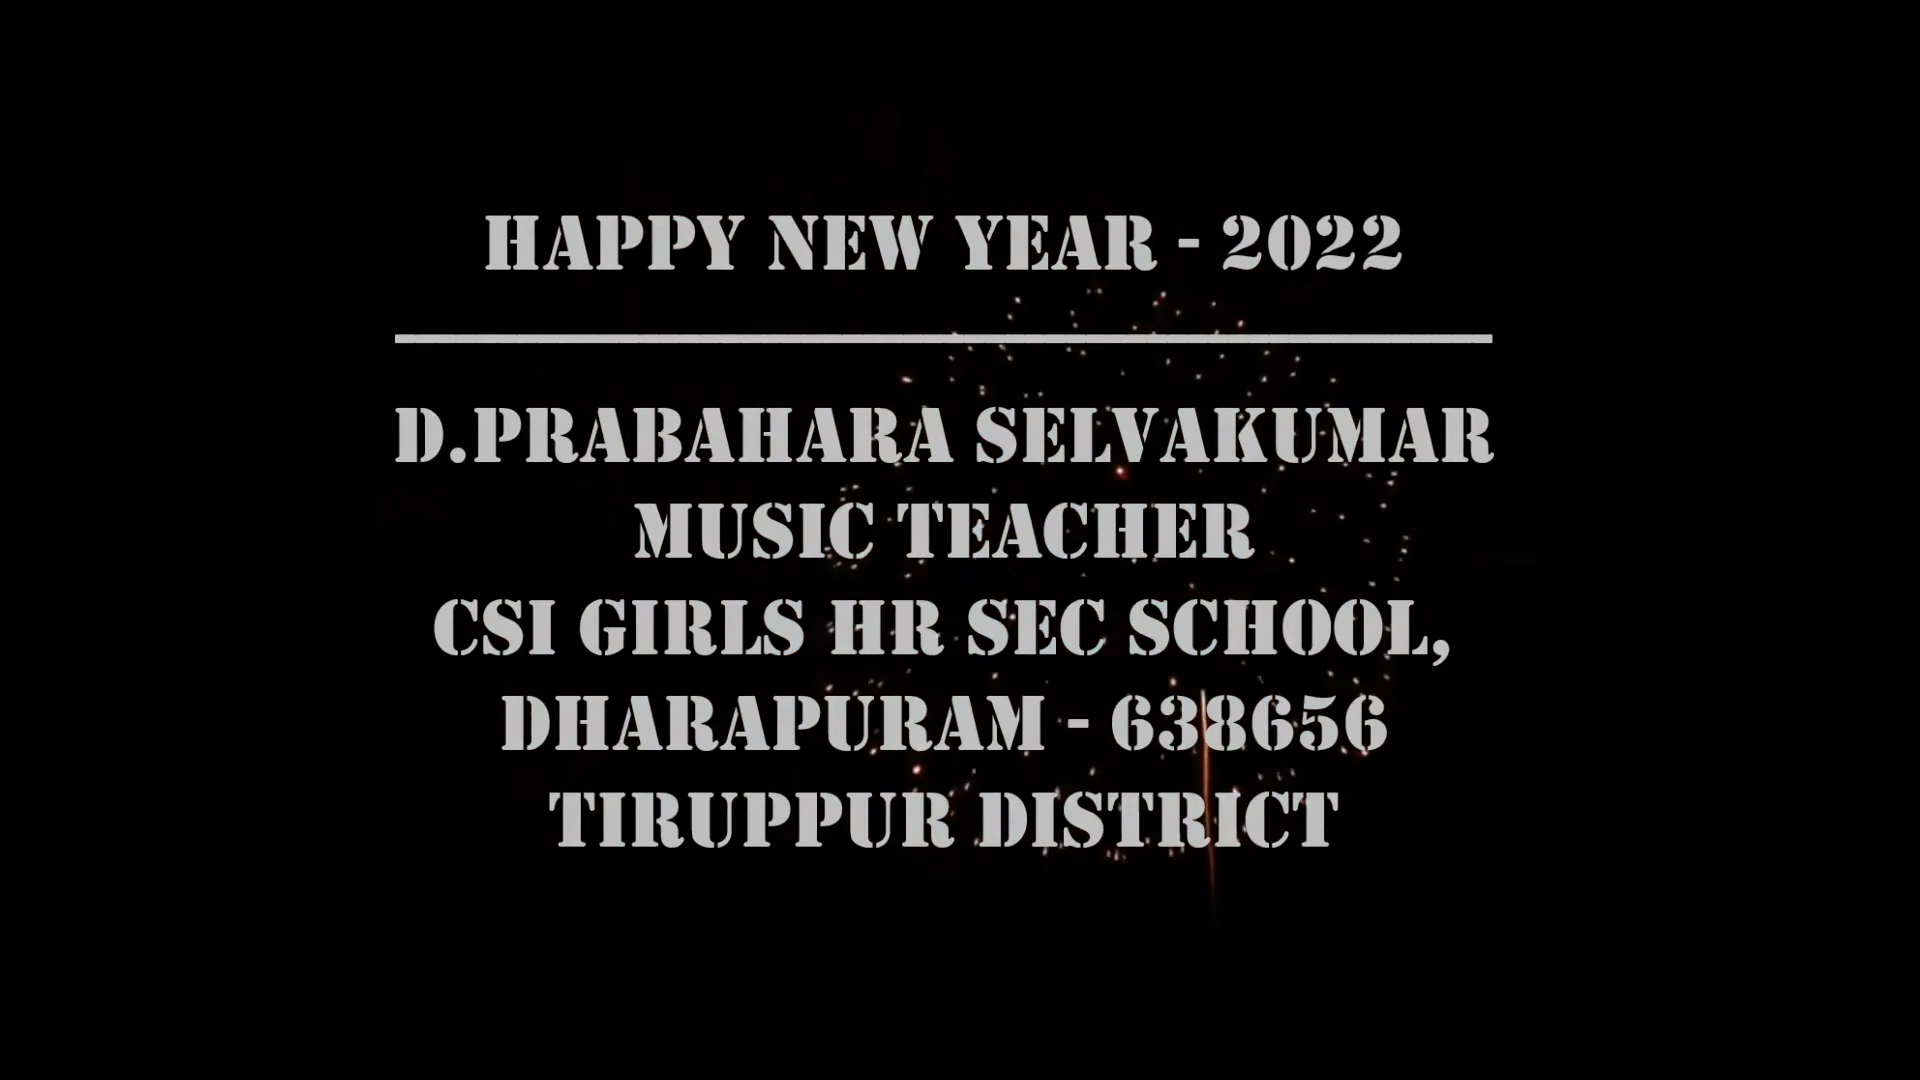 HAPPY NEW YEAR - 2022
D.PRABAHARA SELVAKUMAR
MUSIC TEACHER
CSI GIRLS HR SEC SCHOOL,
DHARAPURAM - 638656
TIRUPPUR DISTRICT